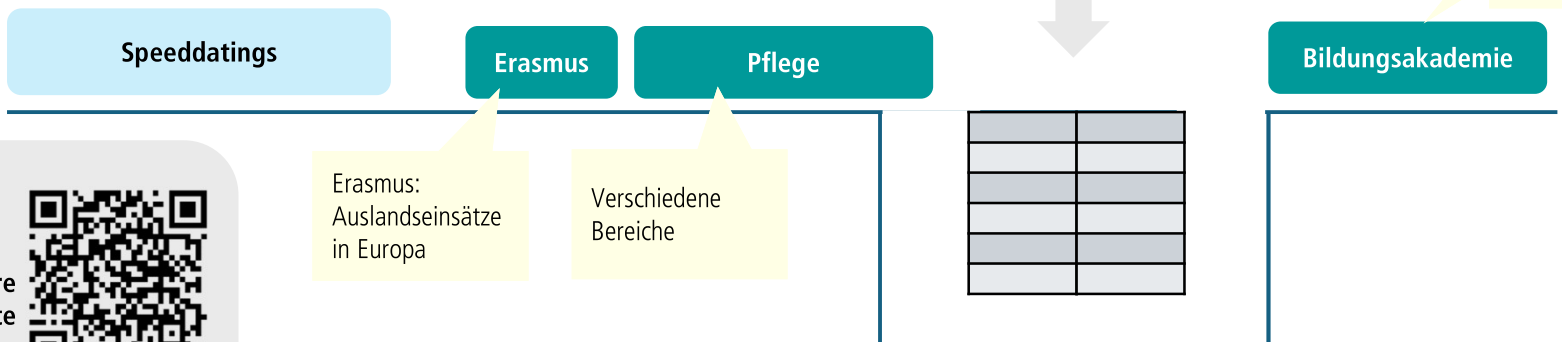 Speeddatings
Erasmus
Pflege
Bildungsakademie
Erasmus:
Auslandseinsätze
in Europa
Verschiedene
Bereiche